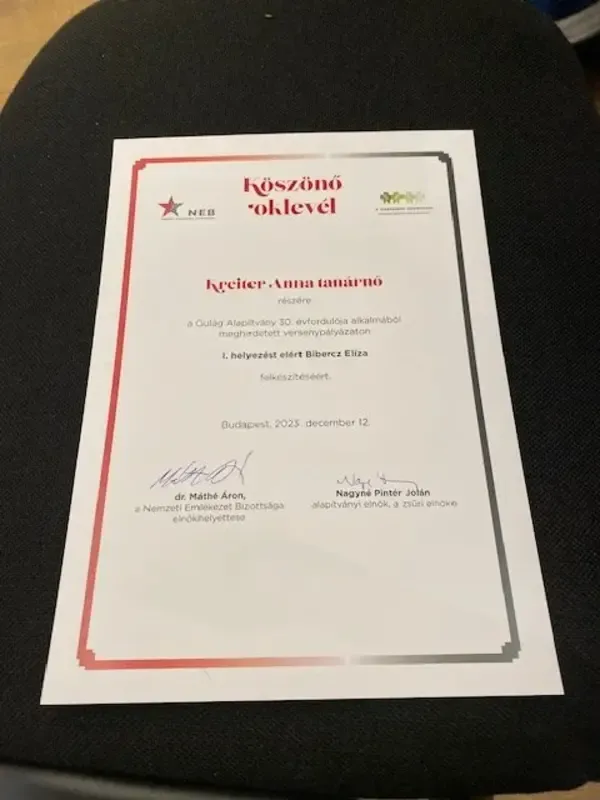 Köszönő
oklevél
NEB
Kreiter Anna tanárnő
részére
a Gulág Alapítvány 30. évfordulója alkalmából
meghirdetett versenypályázaton
I. helyezést elért Bibercz Eliza
felkészítéséért.
Budapest, 2023. december 12.
dr. Máthé Áron,
a Nemzeti Emlékezet Bizottsága
elnökhelyettese
Nagyné Pintér Jolán
alapítványi elnök, a zsűri elnöke